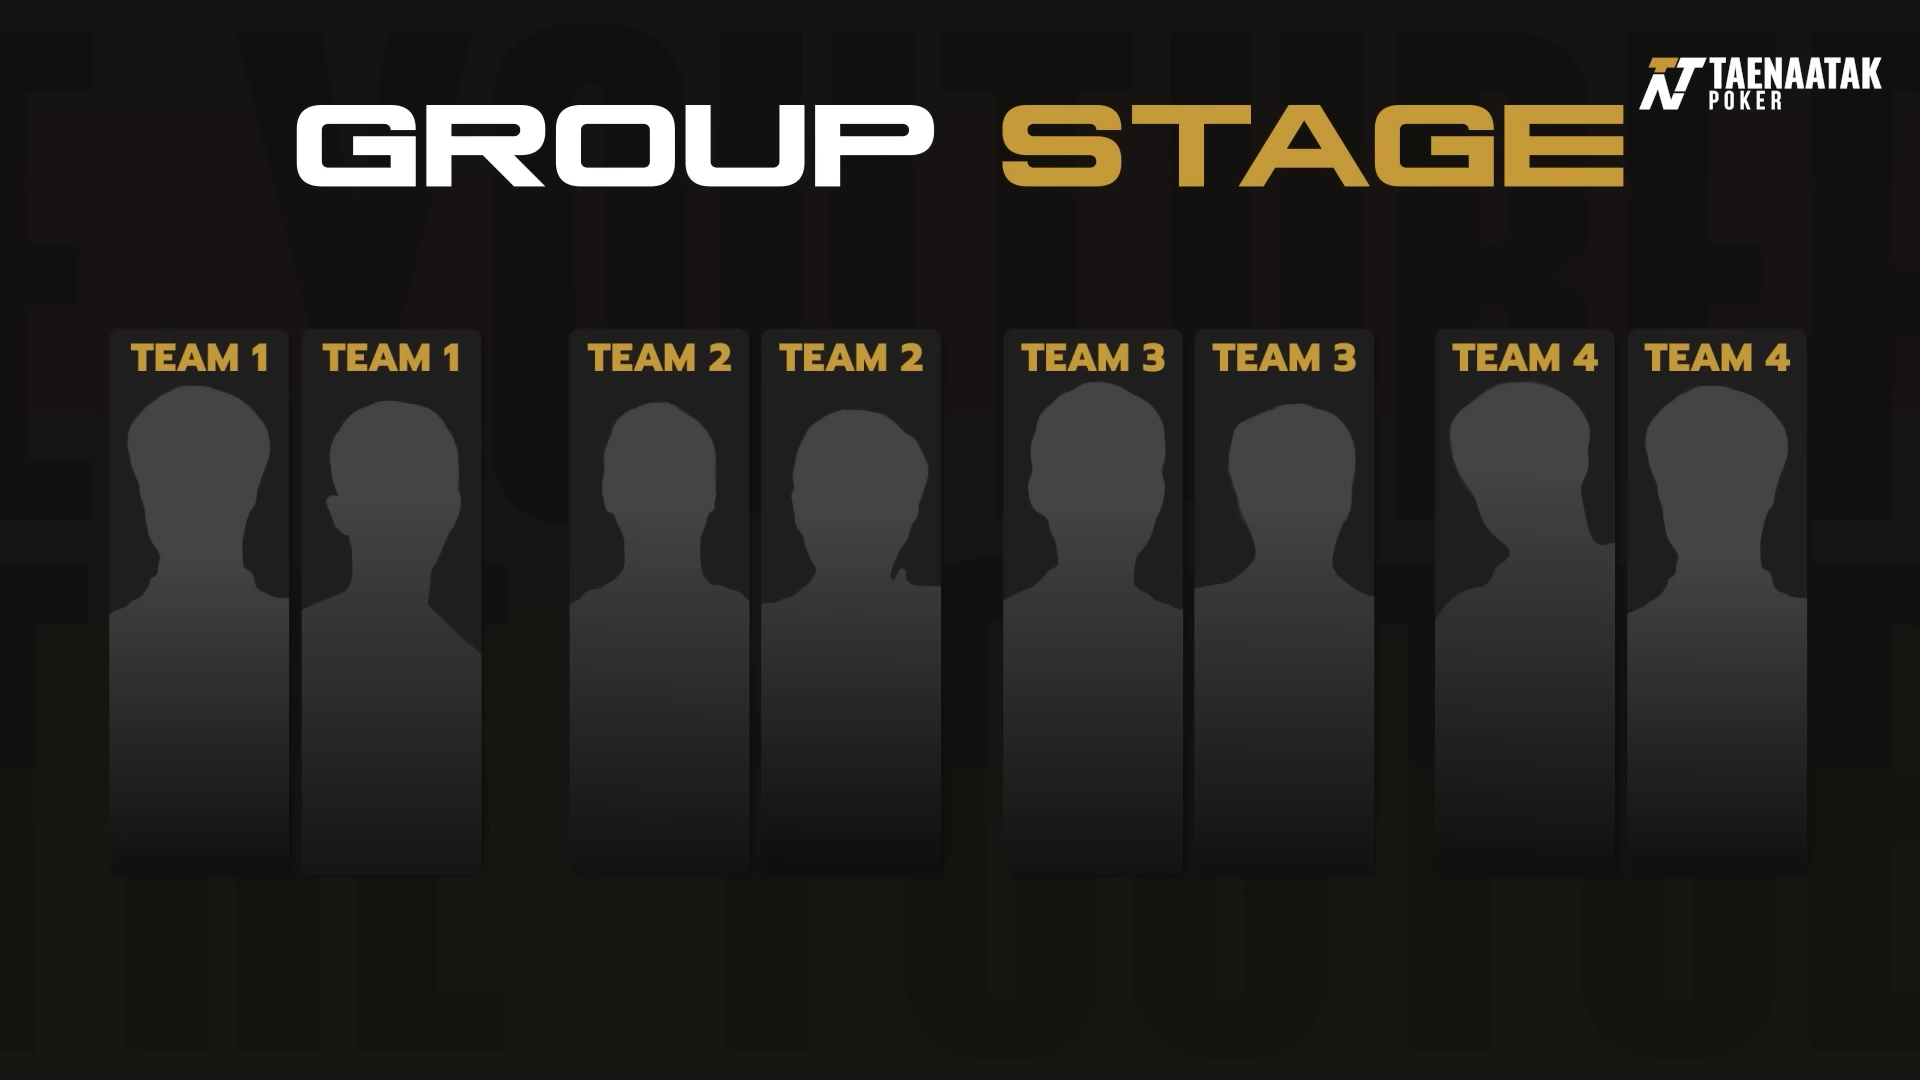 GROUP STAGE
TAENAATAK
POKER
TEAM 1
TEAM 1
TEAM 2
TEAM 2
TEAM 3
TEAM 3
TEAM 4
TEAM 4